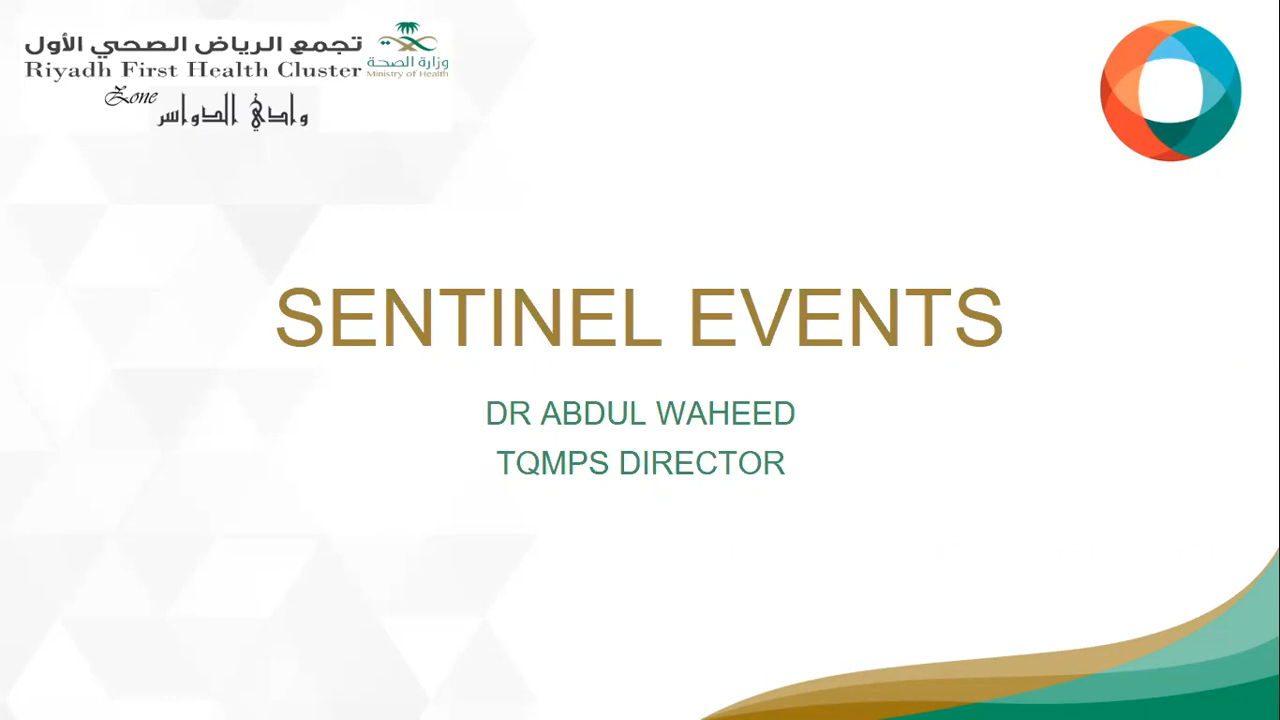 تجمع الرياض الصحي الأول
Riyadh First Health Cluster
وزارة الصحة
Ministry of Health
Zone
وادي الدواسر
SENTINEL EVENTS
DR ABDUL WAHEED
TQMPS DIRECTOR